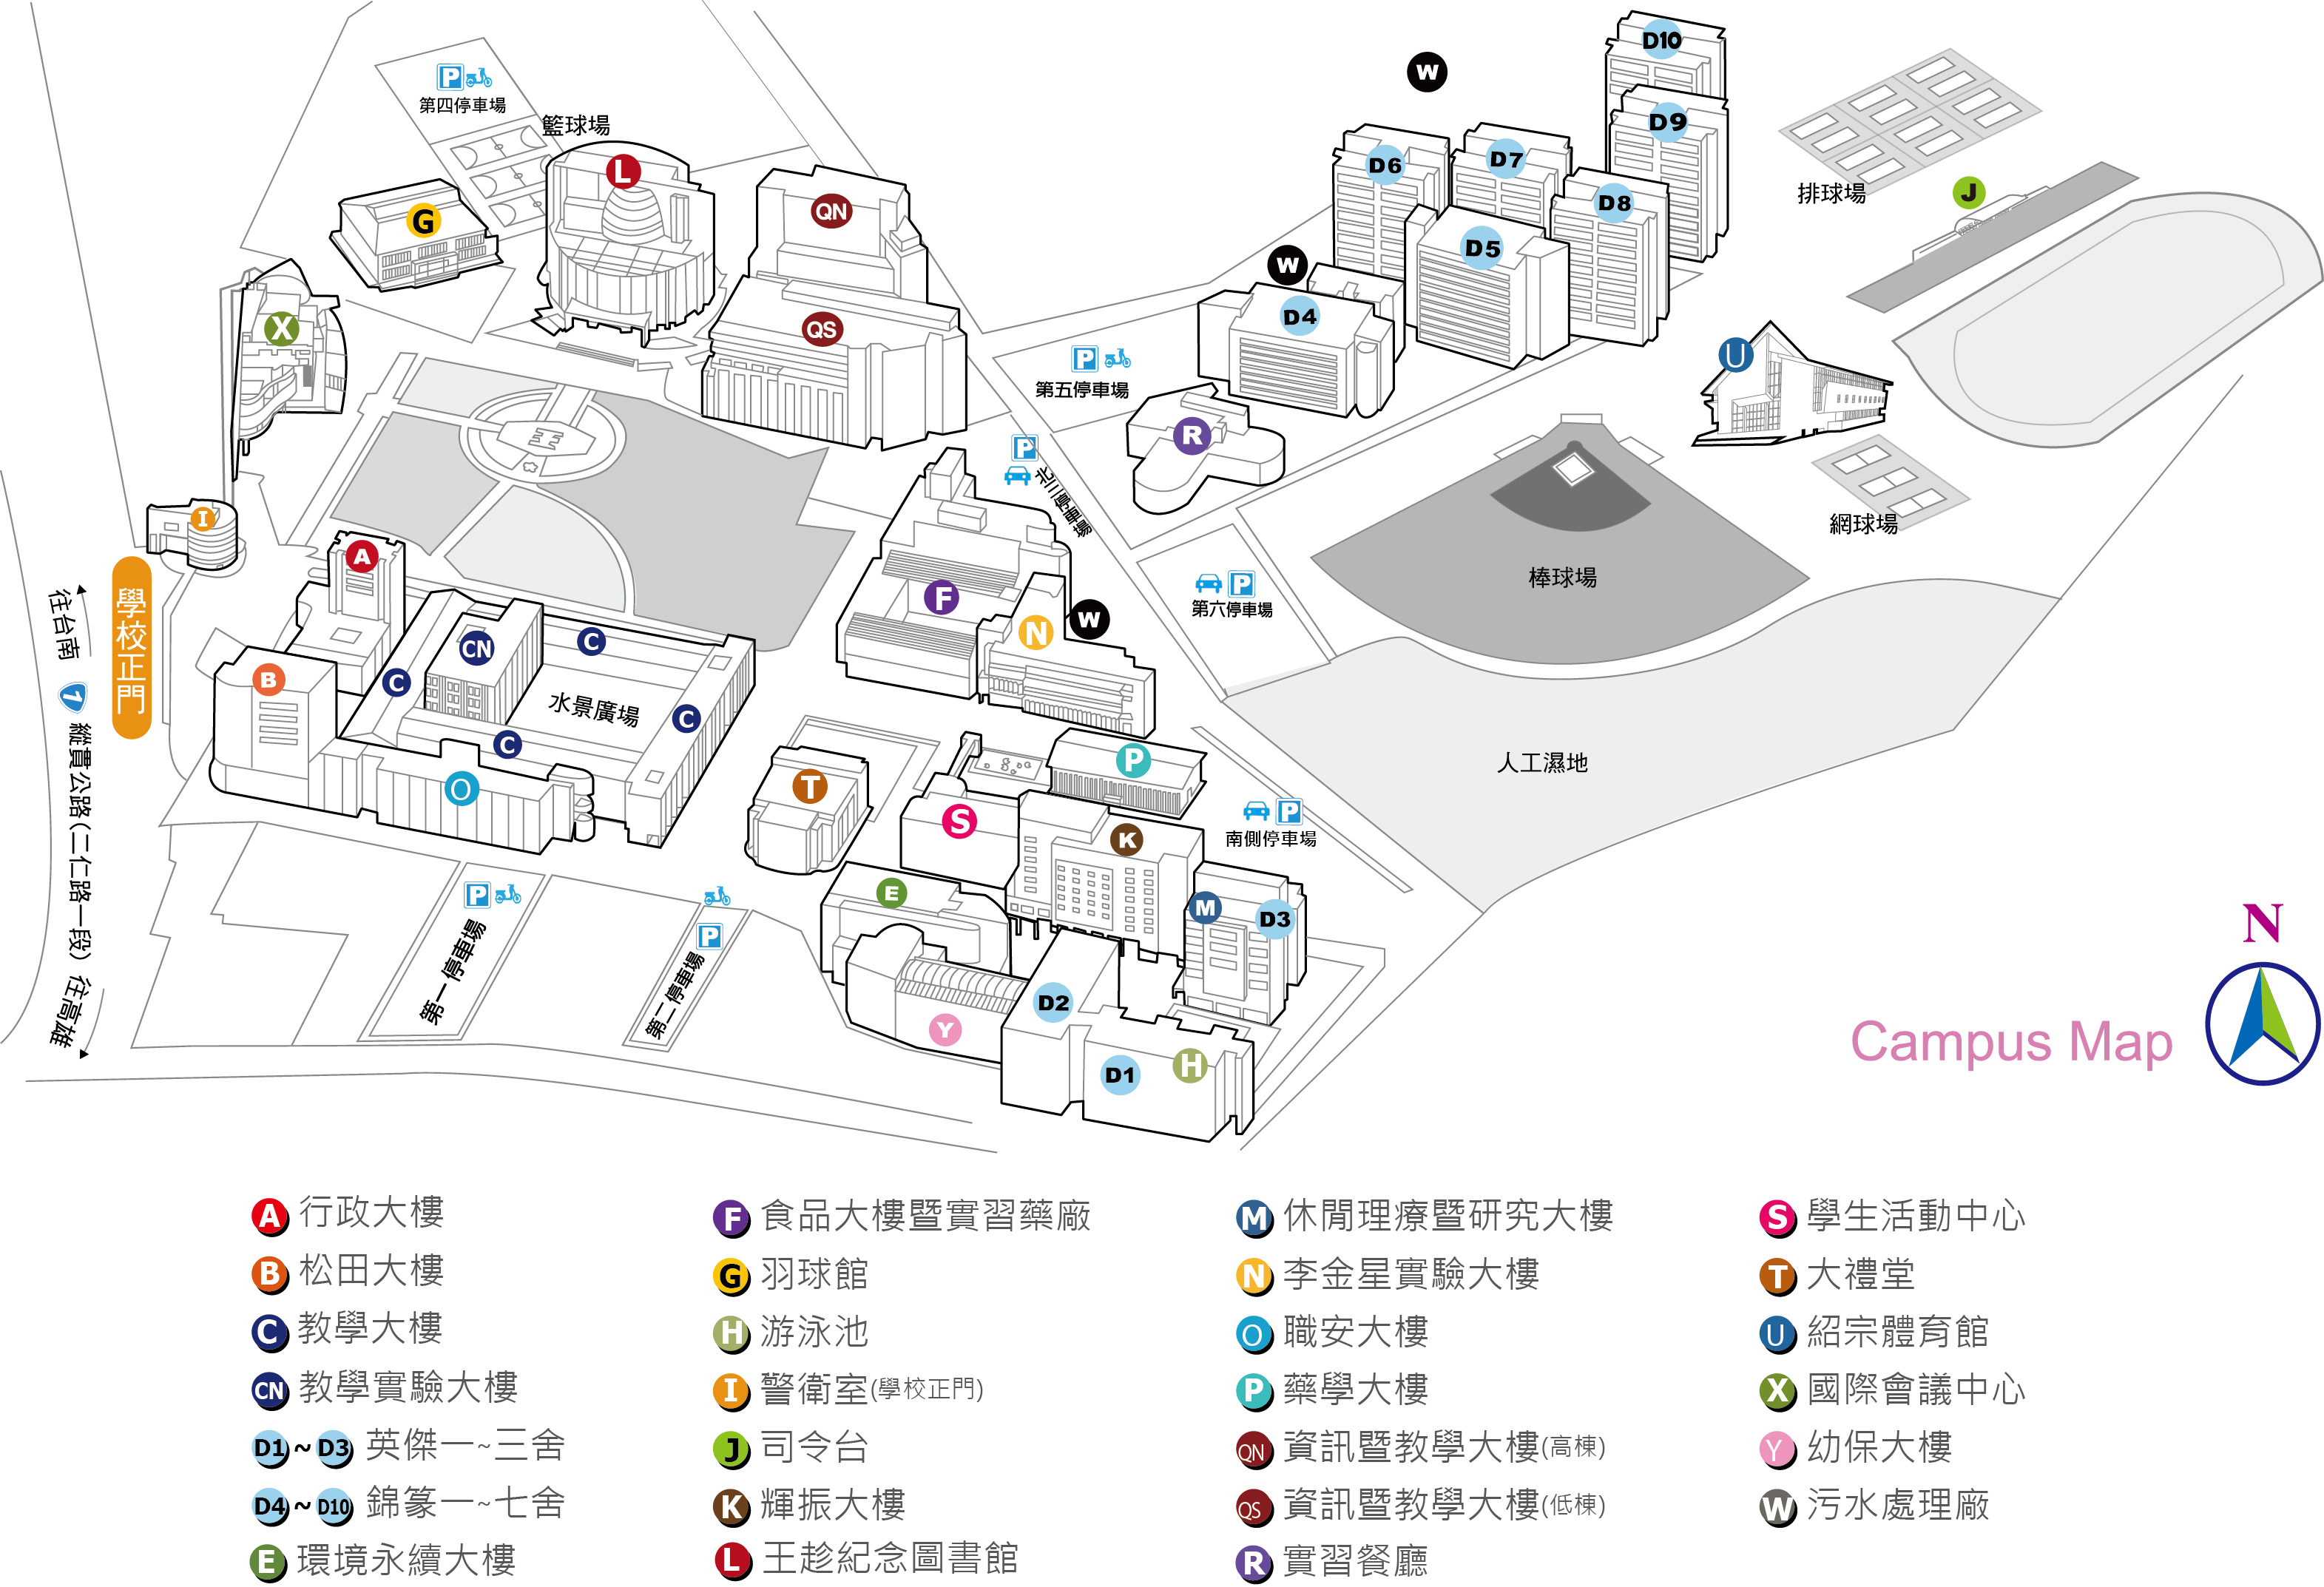 D10
W
P
第四停車場
籃球場
D9
D6
D7
L
J
排球場
D8
G
QN
D5
W
D4
X
QS
U
P
第五停車場
R
P
北三停車場
I
網球場
A
棒球場
學校正門
P
第六停車場
F
往台南
N
W
C
CN
B
C
1
水景廣場
C
C
縱貫公路(二仁路一段)
P
人工濕地
T
O
P
S
K
南側停車場
E
P
M
D3
N
P
第一停車場
往高雄
第二停車場
D2
Y
Campus Map
D1
H
A 行政大樓
B 松田大樓
C 教學大樓
CN 教學實驗大樓
D1~D3 英傑一~三舍
D4~D10 錦篆一~七舍
E 環境永續大樓
F 食品大樓暨實習藥廠
G 羽球館
H 游泳池
I 警衛室(學校正門)
J 司令台
K 輝振大樓
L 王趁紀念圖書館
M 休閒理療暨研究大樓
N 李金星實驗大樓
O 職安大樓
P 藥學大樓
QN 資訊暨教學大樓(高棟)
QS 資訊暨教學大樓(低棟)
R 實習餐廳
S 學生活動中心
T 大禮堂
U 紹宗體育館
X 國際會議中心
Y 幼保大樓
W 污水處理廠